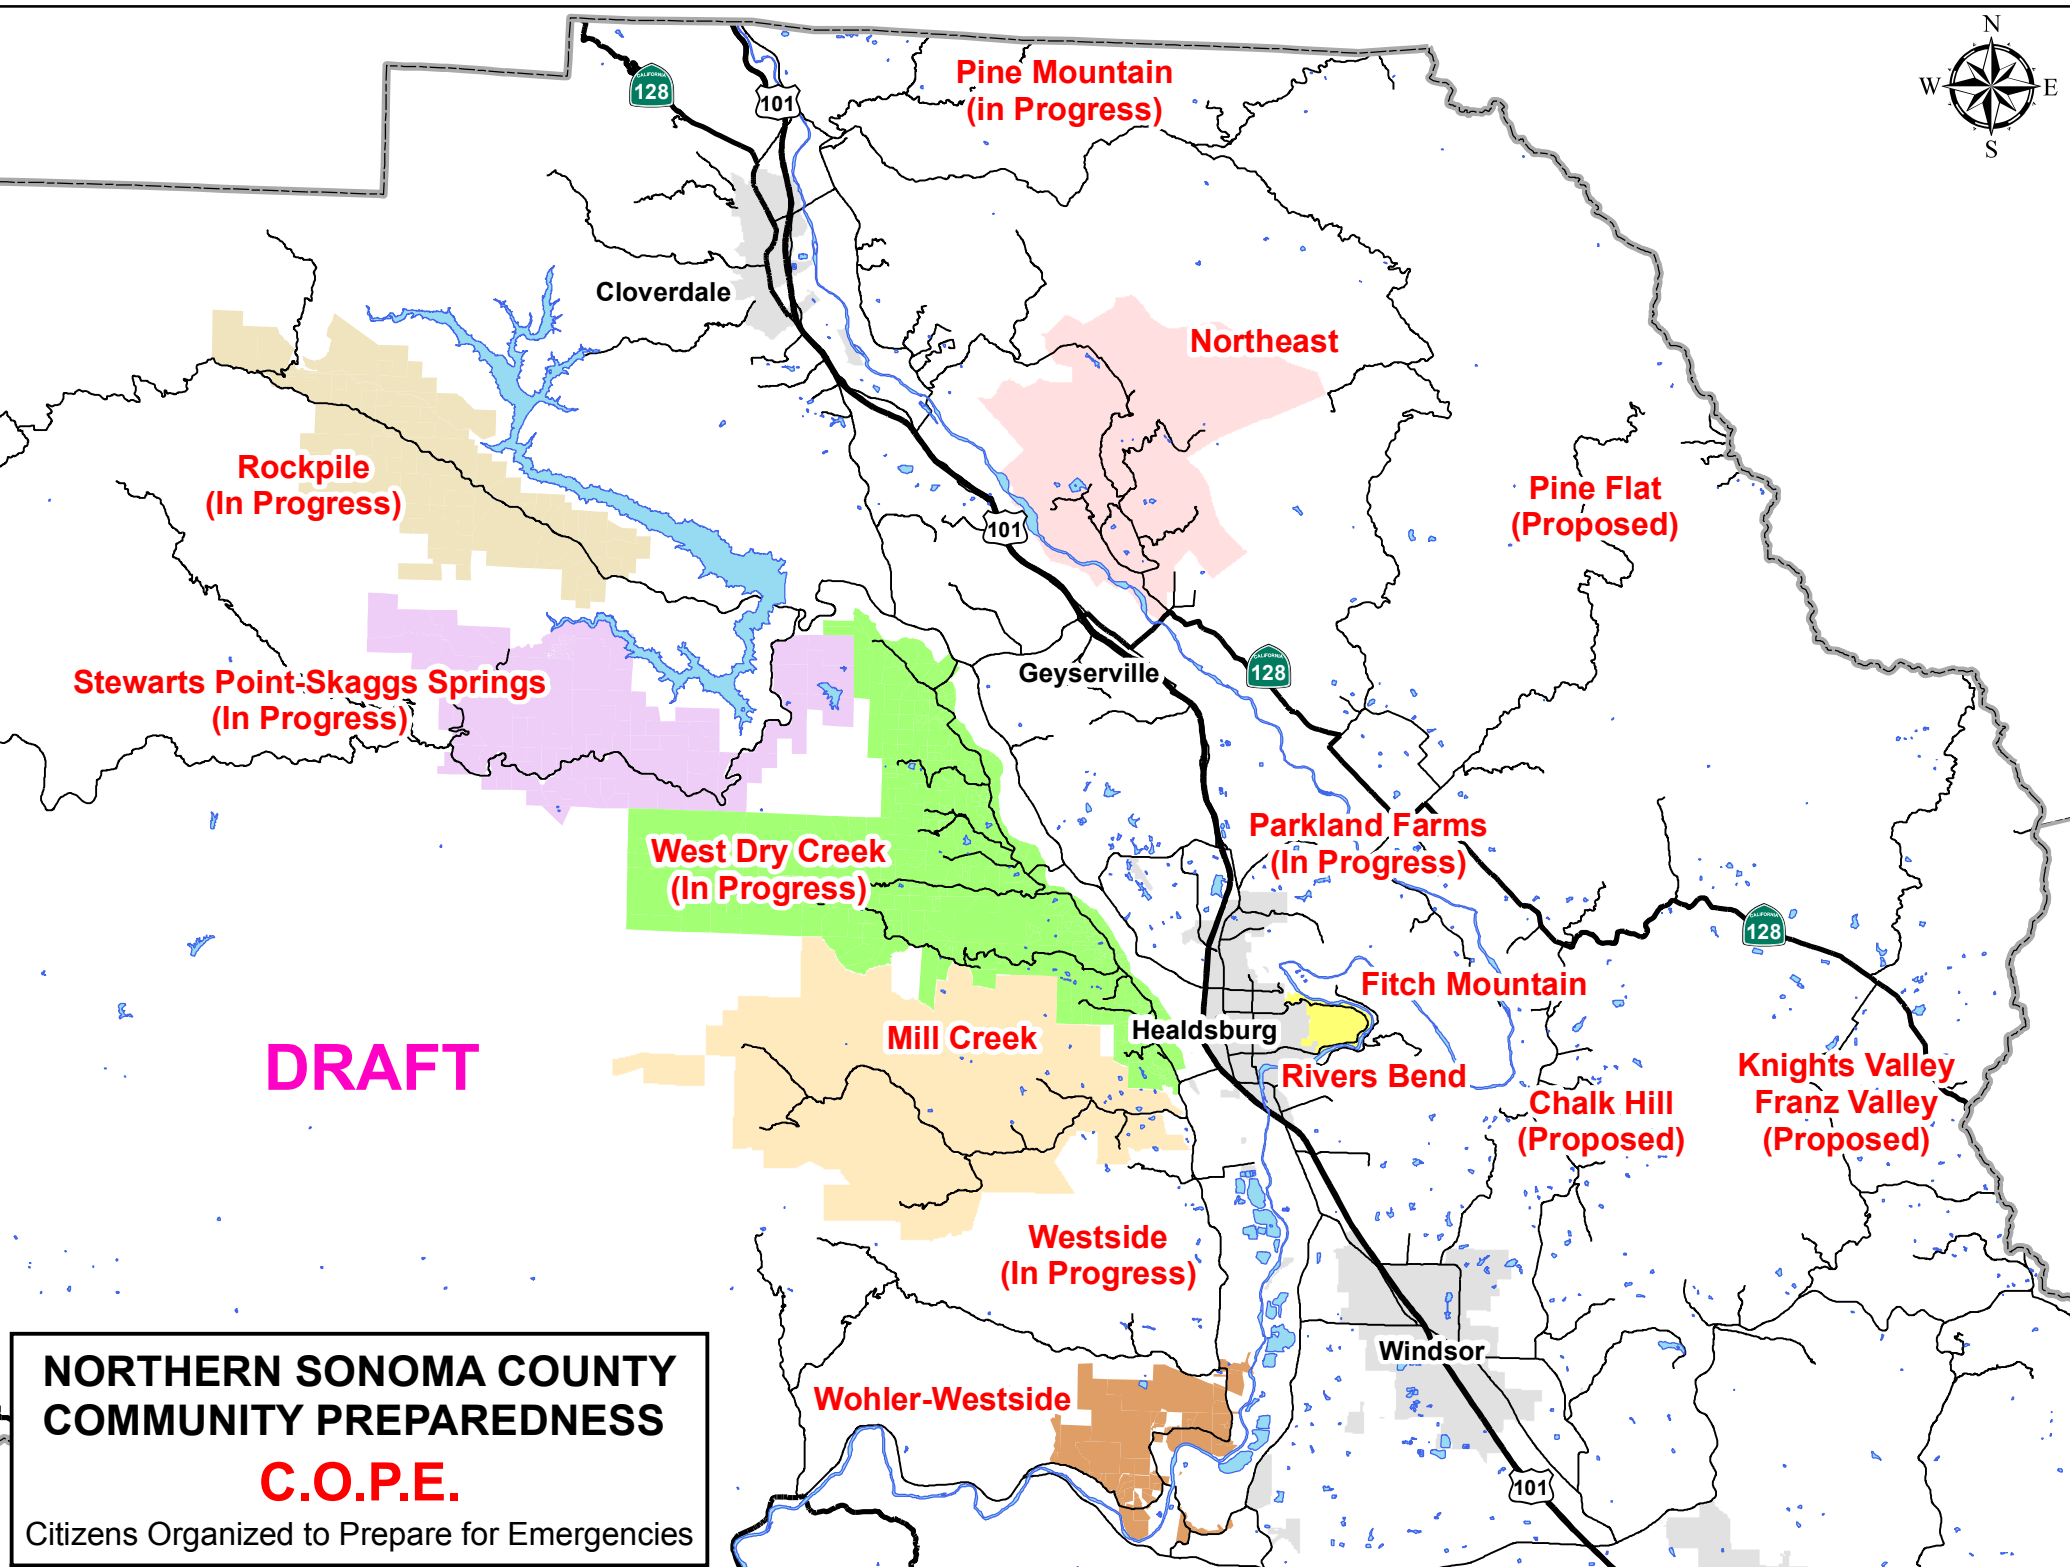 N
W E
S
CALIFORNIA
128
101
Pine Mountain
(in Progress)
Cloverdale
Northeast
Rockpile
(In Progress)
Pine Flat
(Proposed)
101
Geyserville
CALIFORNIA
128
Stewarts Point-Skaggs Springs
(In Progress)
West Dry Creek
(In Progress)
Parkland Farms
(In Progress)
CALIFORNIA
128
Fitch Mountain
Healdsburg
Mill Creek
DRAFT
Rivers Bend
Chalk Hill
(Proposed)
Knights Valley
Franz Valley
(Proposed)
Westside
(In Progress)
Windsor
Wohler-Westside
101
NORTHERN SONOMA COUNTY
COMMUNITY PREPAREDNESS
C.O.P.E.
Citizens Organized to Prepare for Emergencies